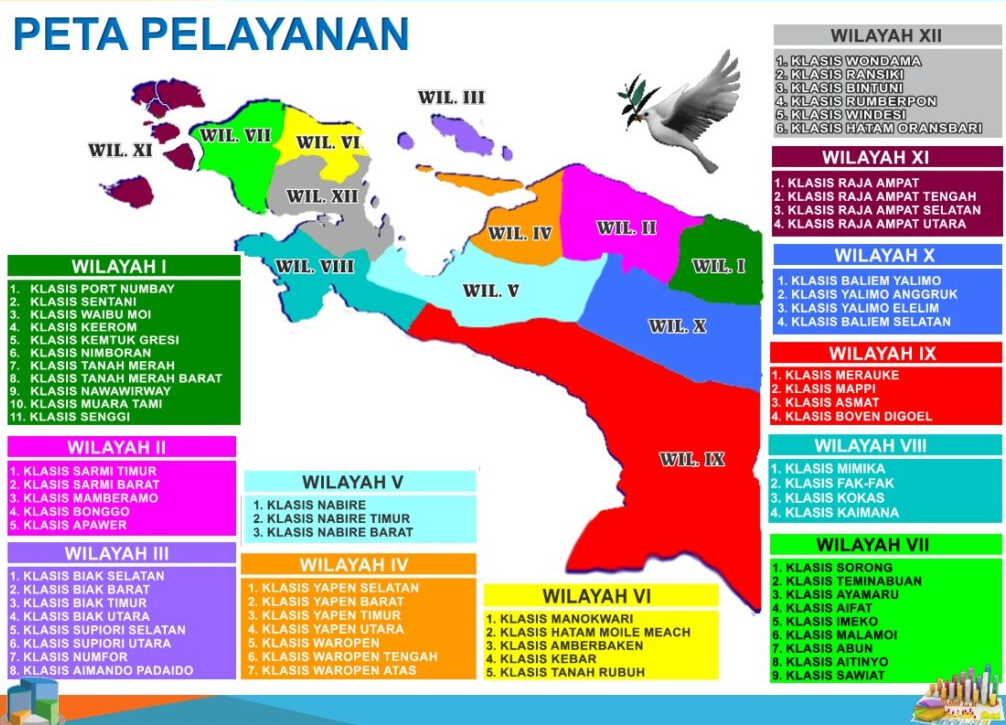 PETA PELAYANAN
WIL. III
WIL. VII
WIL. VI
WIL. XI
WIL. XII
WIL. IV
WIL. II
WIL. I
WIL. VIII
WIL. V
WIL. X
WIL. IX
WILAYAH I
1. KLASIS PORT NUMBAY
2. KLASIS SENTANI
3. KLASIS WAIBU MOI
4. KLASIS KEEROM
5. KLASIS KEMTUK GRESI
6. KLASIS NIMBORAN
7. KLASIS TANAH MERAH
8. KLASIS TANAH MERAH BARAT
9. KLASIS NAWAWIRWAY
10. KLASIS MUARA TAMI
11. KLASIS SENGGI
WILAYAH II
1. KLASIS SARMI TIMUR
2. KLASIS SARMI BARAT
3. KLASIS MAMBERAMO
4. KLASIS BONGGO
5. KLASIS APAWER
WILAYAH III
1. KLASIS BIAK SELATAN
2. KLASIS BIAK BARAT
3. KLASIS BIAK TIMUR
4. KLASIS BIAK UTARA
5. KLASIS SUPIORI SELATAN
6. KLASIS SUPIORI UTARA
7. KLASIS NUMFOR
8. KLASIS AIMANDO PADAIDO
WILAYAH V
1. KLASIS NABIRE
2. KLASIS NABIRE TIMUR
3. KLASIS NABIRE BARAT
WILAYAH IV
1. KLASIS YAPEN SELATAN
2. KLASIS YAPEN BARAT
3. KLASIS YAPEN TIMUR
4. KLASIS YAPEN UTARA
5. KLASIS WAROPEN
6. KLASIS WAROPEN TENGAH
7. KLASIS WAROPEN ATAS
WILAYAH VI
1. KLASIS MANOKWARI
2. KLASIS HATAM MOILE MEACH
3. KLASIS AMBERBAKEN
4. KLASIS KEBAR
5. KLASIS TANAH RUBUH
WILAYAH XII
1. KLASIS WONDAMA
2. KLASIS RANSIKI
3. KLASIS BINTUNI
4. KLASIS RUMBERPON
5. KLASIS WINDESI
6. KLASIS HATAM ORANSBARI
WILAYAH XI
1. KLASIS RAJA AMPAT
2. KLASIS RAJA AMPAT TENGAH
3. KLASIS RAJA AMPAT SELATAN
4. KLASIS RAJA AMPAT UTARA
WILAYAH X
1. KLASIS BALIEM YALIMO
2. KLASIS YALIMO ANGGRUK
3. KLASIS YALIMO ELELIM
4. KLASIS BALIEM SELATAN
WILAYAH IX
1. KLASIS MERAUKE
2. KLASIS MAPPI
3. KLASIS ASMAT
4. KLASIS BOVEN DIGOEL
WILAYAH VIII
1. KLASIS MIMIKA
2. KLASIS FAK-FAK
3. KLASIS KOKAS
4. KLASIS KAIMANA
WILAYAH VII
1. KLASIS SORONG
2. KLASIS TEMINABUAN
3. KLASIS AYAMARU
4. KLASIS AIFAT
5. KLASIS IMEKO
6. KLASIS MALAMOI
7. KLASIS ABUN
8. KLASIS AITINYO
9. KLASIS SAWIAT